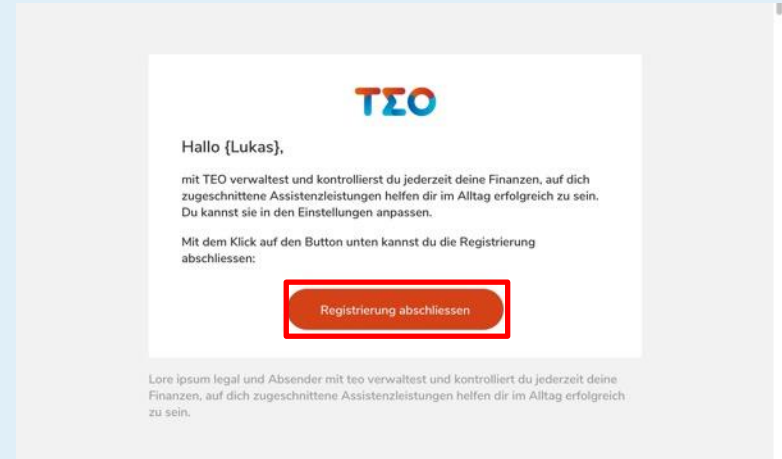 TΣO
Hallo {Lukas},
mit TEO verwaltest und kontrollierst du jederzeit deine Finanzen, auf dich
zugeschnittene Assistenzleistungen helfen dir im Alltag erfolgreich zu sein.
Du kannst sie in den Einstellungen anpassen.
Mit dem Klick auf den Button unten kannst du die Registrierung
abschliessen:
Registrierung abschliessen
Lore ipsum legal und Absender mit teo verwaltest und kontrolliert du jederzeit deine
Finanzen, auf dich zugeschnittene Assistenzleistungen helfen dir im Alltag erfolgreich
zu sein.